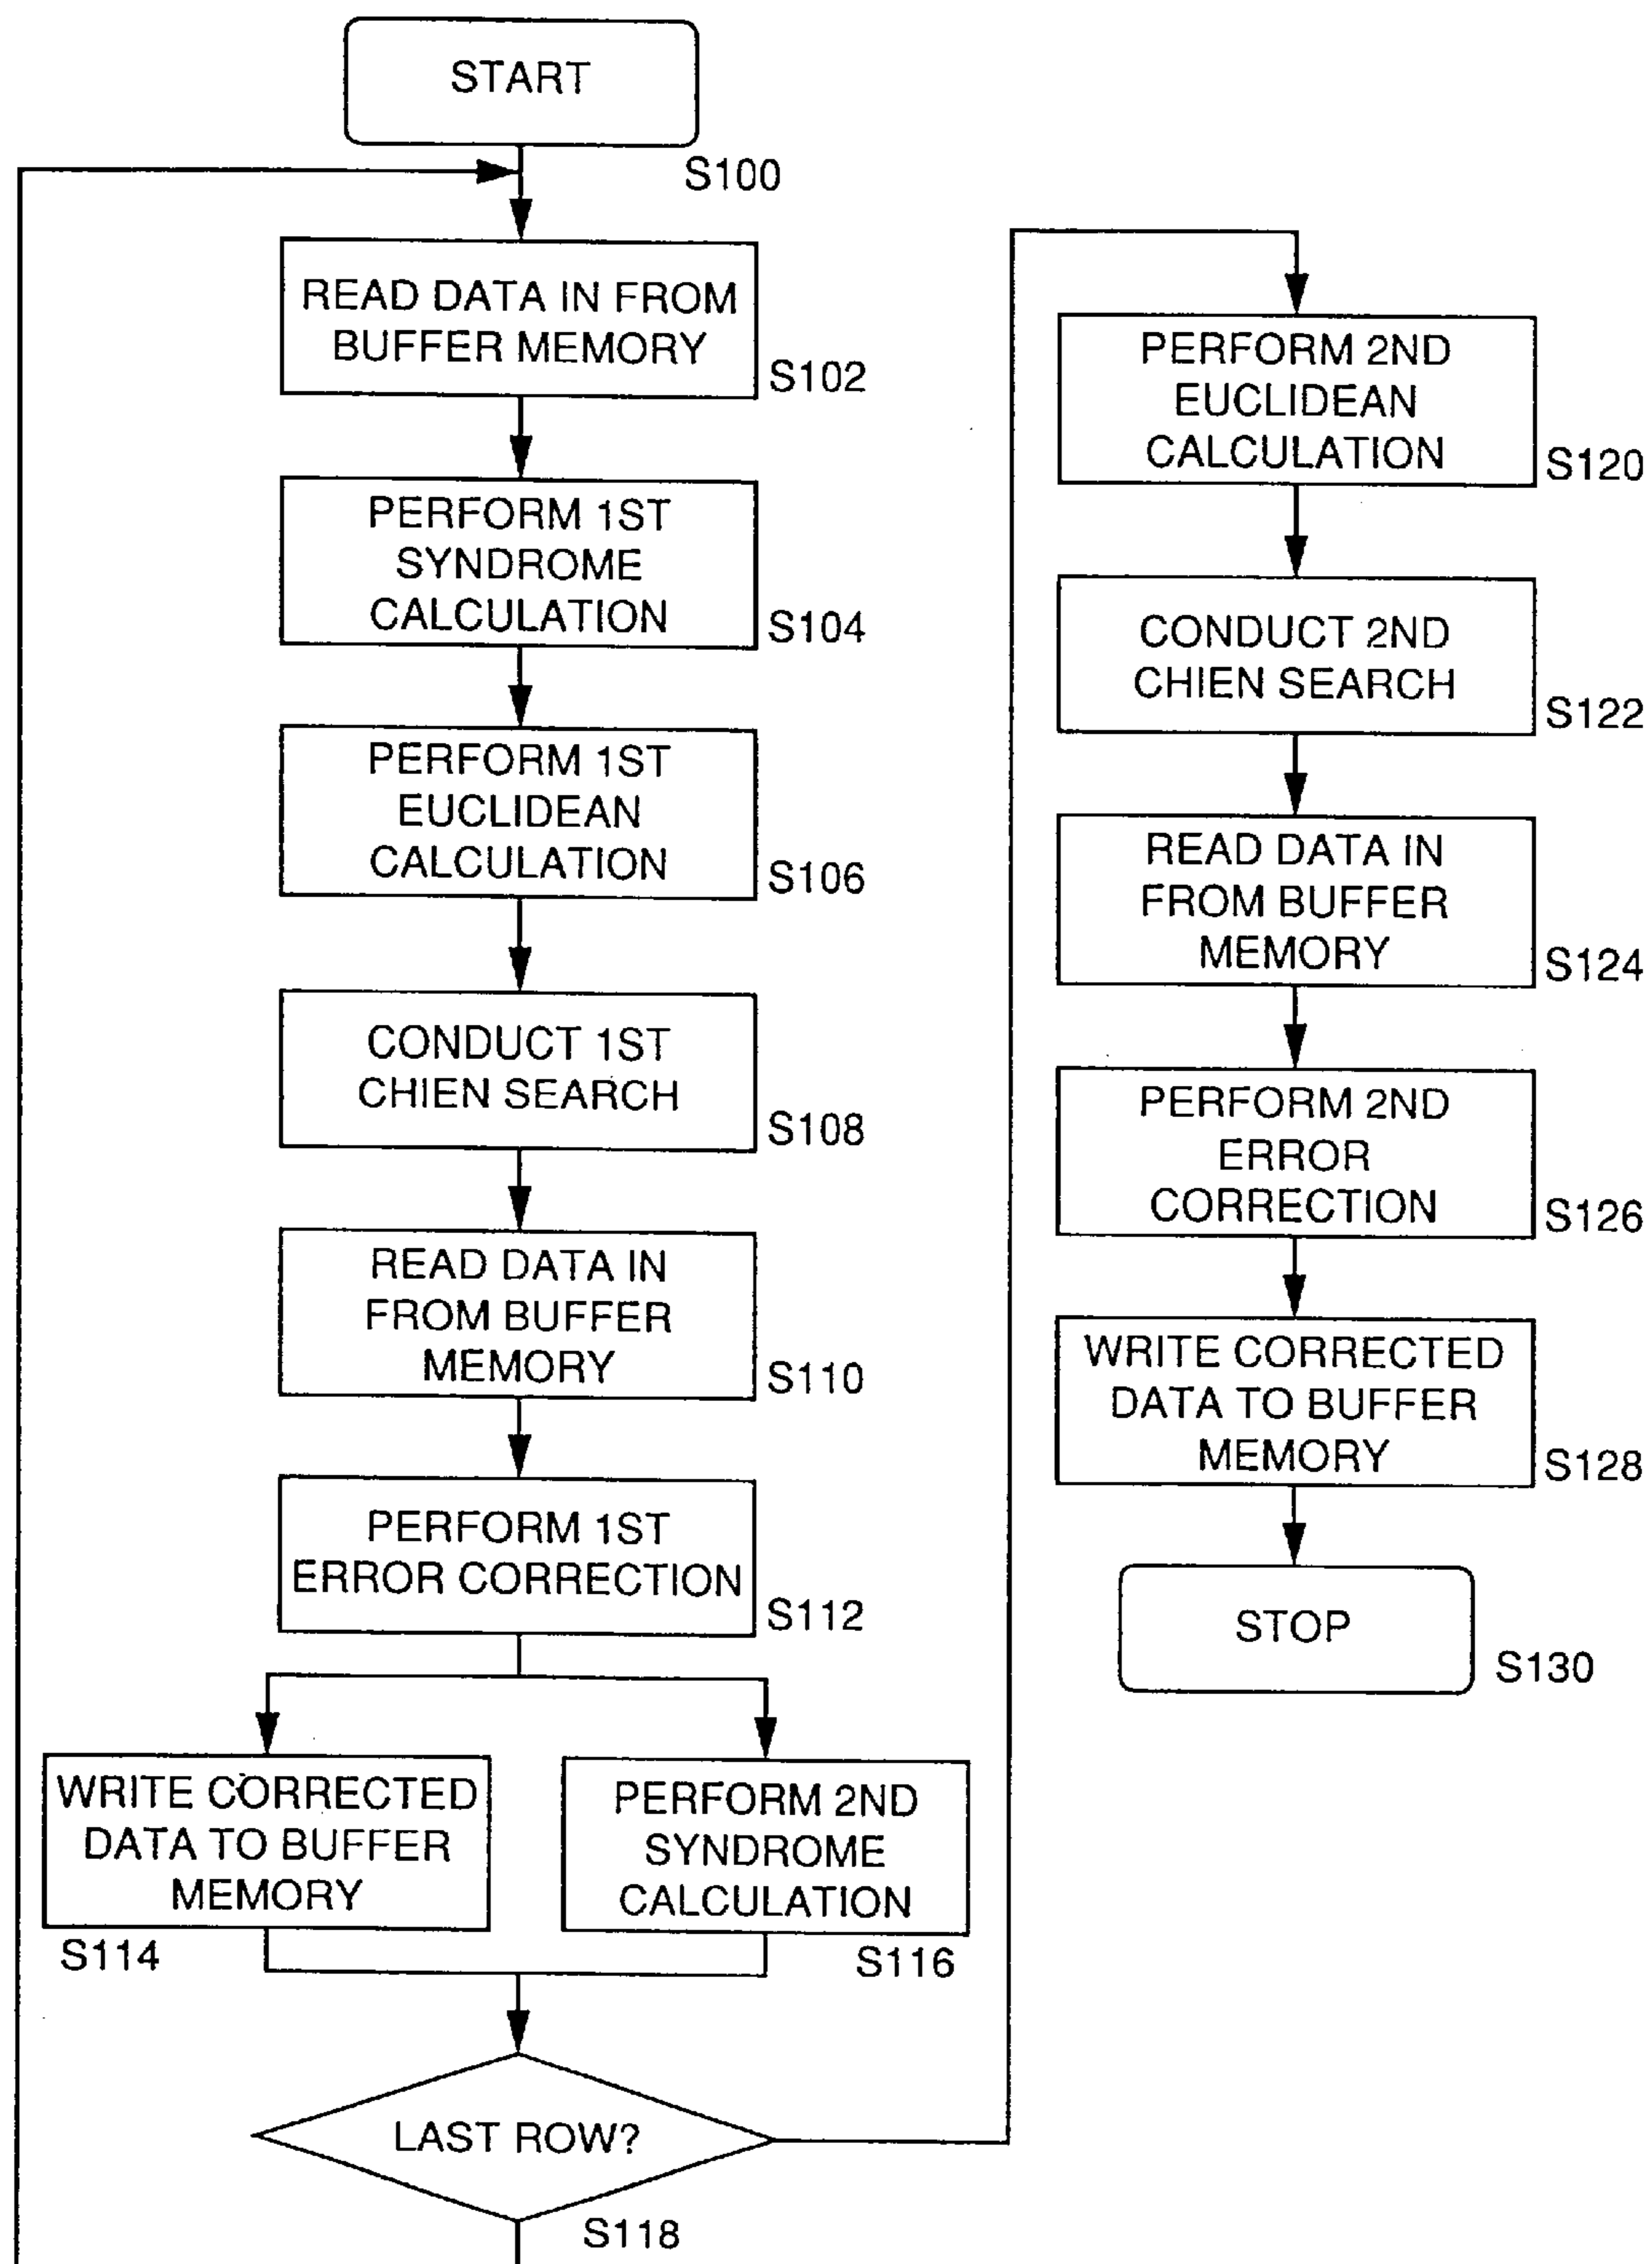 START
S100
READ DATA IN FROM
BUFFER MEMORY
S102
PERFORM 1ST
SYNDROME
CALCULATION
S104
PERFORM 1ST
EUCLIDEAN
CALCULATION
S106
CONDUCT 1ST
CHIEN SEARCH
S108
READ DATA IN
FROM BUFFER
MEMORY
S110
PERFORM 1ST
ERROR CORRECTION
S112
WRITE CORRECTED
DATA TO BUFFER
MEMORY
S114
PERFORM 2ND
SYNDROME
CALCULATION
S116
LAST ROW?
S118
PERFORM 2ND
EUCLIDEAN
CALCULATION
S120
CONDUCT 2ND
CHIEN SEARCH
S122
READ DATA IN
FROM BUFFER
MEMORY
S124
PERFORM 2ND
ERROR
CORRECTION
S126
WRITE CORRECTED
DATA TO BUFFER
MEMORY
S128
STOP
S130